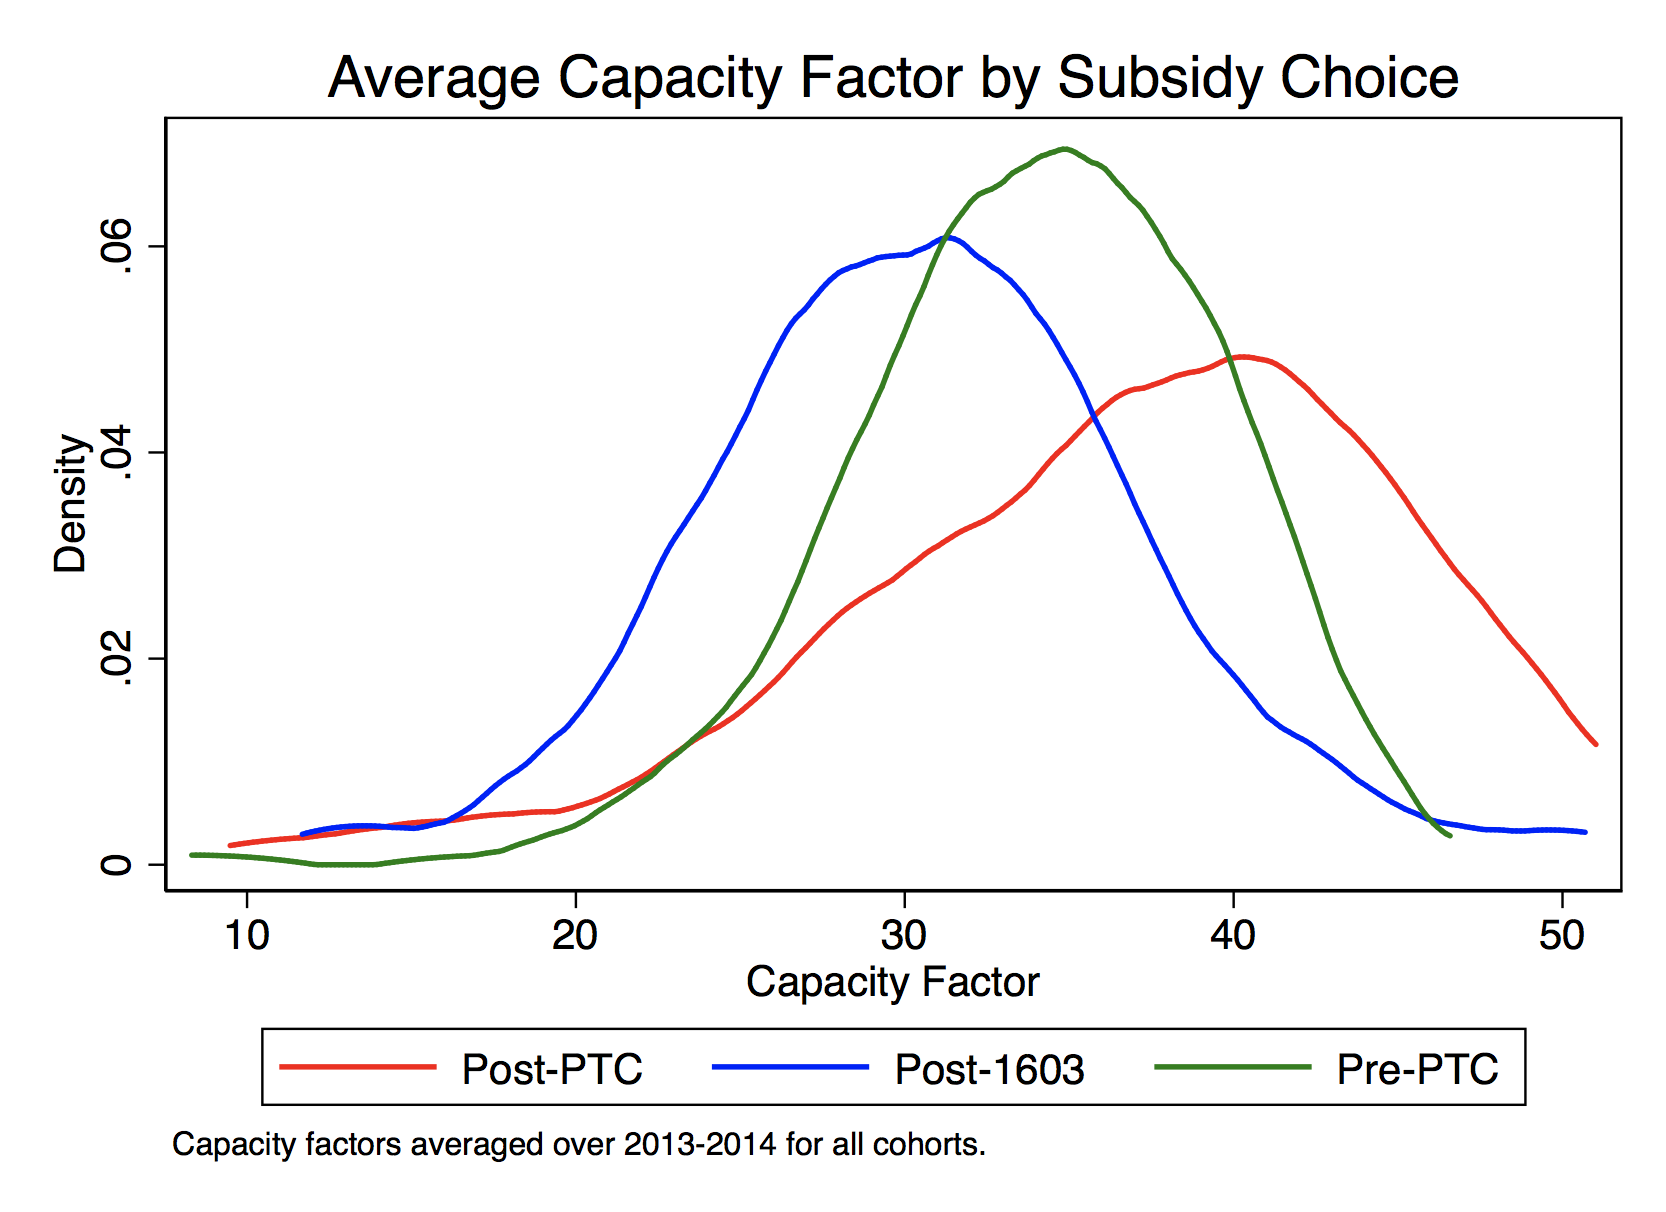 Average Capacity Factor by Subsidy Choice
Density
.06
.04
.02
0
10 20 30 40 50
Capacity Factor
Post-PTC Post-1603 Pre-PTC
Capacity factors averaged over 2013-2014 for all cohorts.